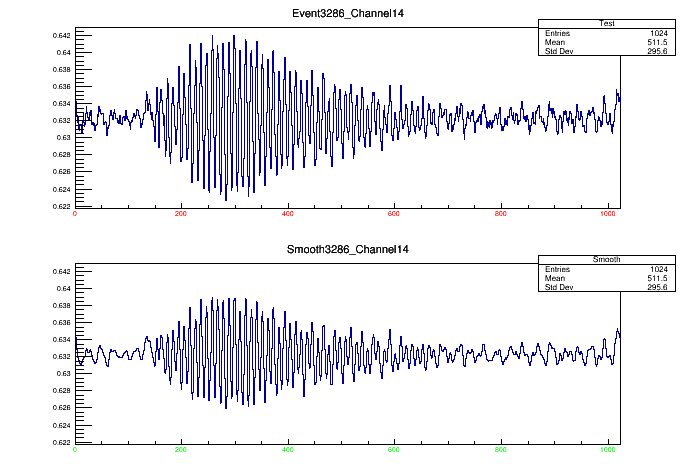 Event3286_Channel14
Test
Entries 1024
Mean 511.5
Std Dev 295.6
0.642
0.64
0.638
0.636
0.634
0.632
0.63
0.628
0.626
0.624
0.622
0 200 400 600 800 1000
Smooth3286_Channel14
Smooth
Entries 1024
Mean 511.5
Std Dev 295.6
0.642
0.64
0.638
0.636
0.634
0.632
0.63
0.628
0.626
0.624
0.622
0 200 400 600 800 1000